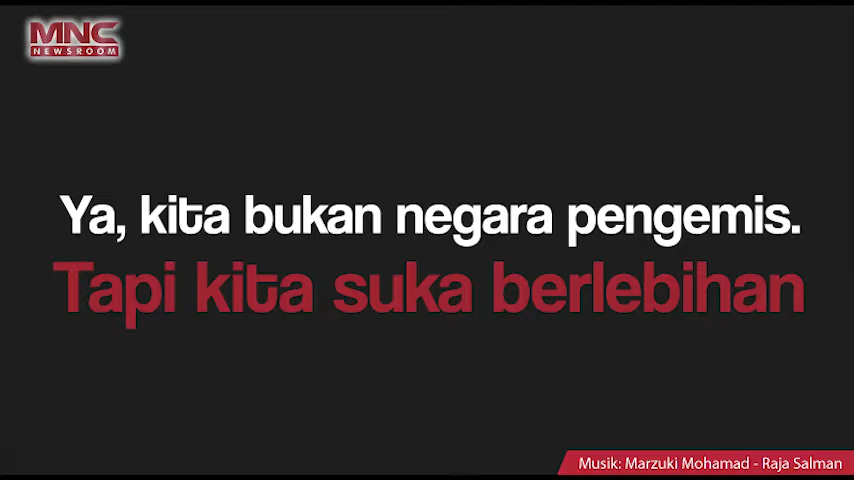 MNC
NEWSROOM
Ya, kita bukan negara pengemis.
Tapi kita suka berlebihan
Musik: Marzuki Mohamad - Raja Salman